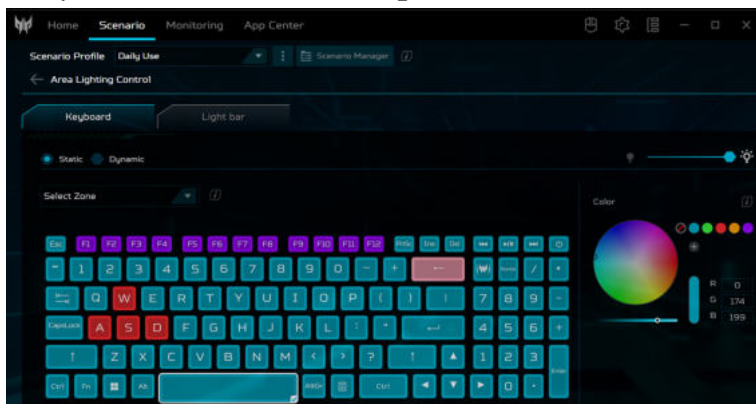 Home Scenario Monitoring App Center
Scenario Profile Daily Use Scenario Manager
Area Lighting Control
Keyboard Light bar
Static Dynamic
Select Zone
Color
Esc F1 F2 F3 F4 F5 F6 F7 F8 F9 F10 F11 F12 Ins Del
~ 1 2 3 4 5 6 7 8 9 0 - + ← / *
Q W E R T Y U I O P ( ) \ 7 8 9 -
CapsLock A S D F G H J K L : " 4 5 6 +
Z X C V B N M < > ? 1 2 3
Ctrl Fn Alt Ctrl 0 . Enter
R 0
G 174
B 199